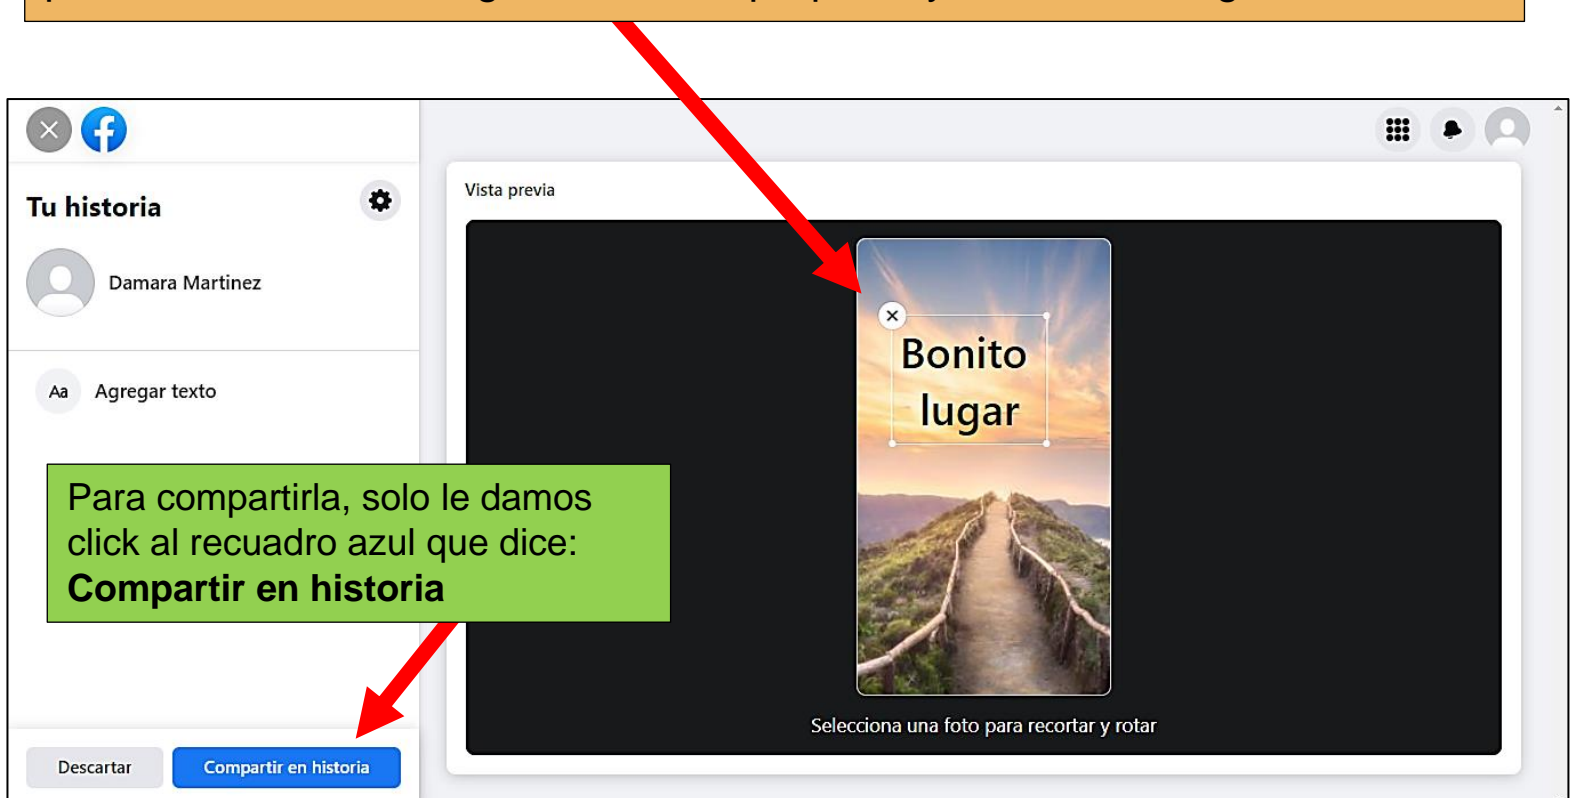 Tu historia
Damara Martinez
Aa Agregar texto
Para compartirla, solo le damos
click al recuadro azul que dice:
Compartir en historia
Descartar
Compartir en historia
Vista previa
Bonito
lugar
Selecciona una foto para recortar y rotar